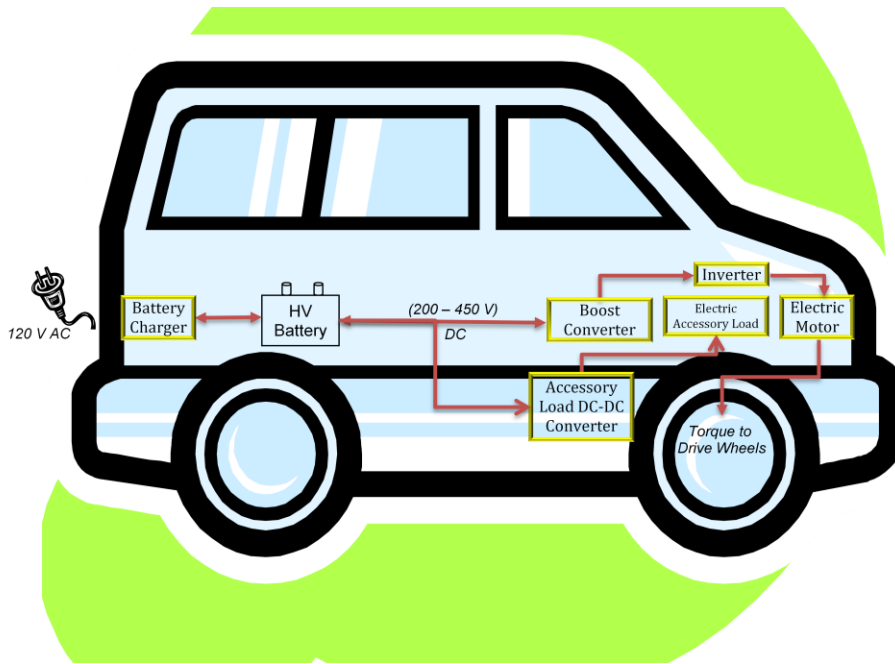 120 V AC
Battery
Charger
HV
Battery
(200 – 450 V)
DC
Boost
Converter
Inverter
Electric
Accessory Load
Electric
Motor
Accessory
Load DC-DC
Converter
Torque to
Drive Wheels